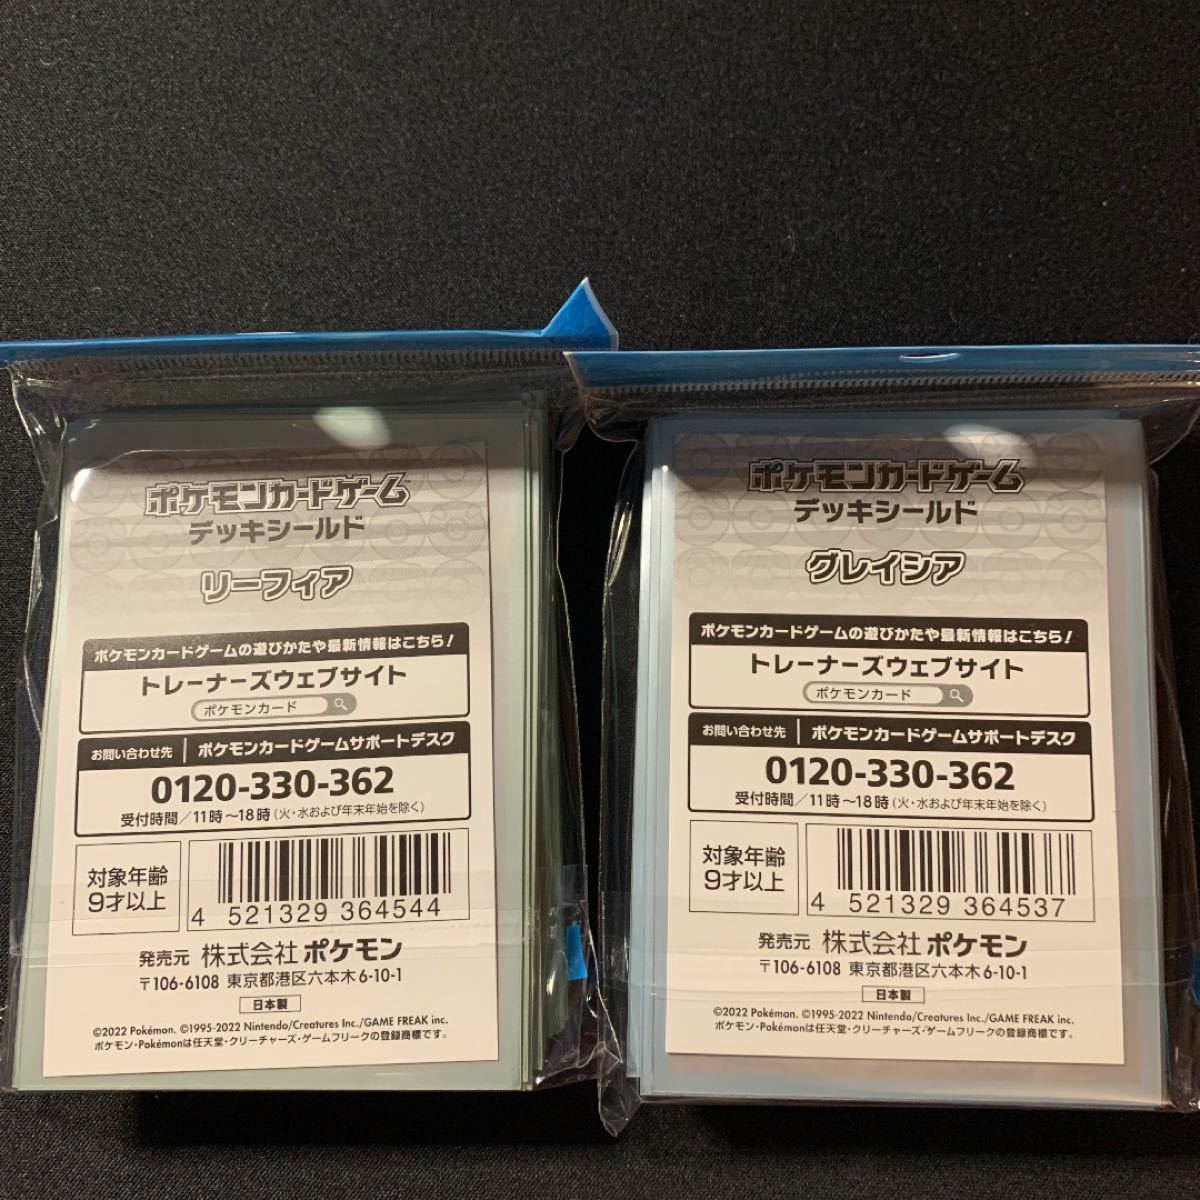 ポケモンカードゲーム
デッキシールド
リーフィア
ポケモンカードゲームの遊びかたや最新情報はこちら!
トレーナーズウェブサイト
ポケモンカード
お問い合わせ先 ポケモンカードゲームサポートデスク
0120-330-362
受付時間/11時~18時(火・水および年末年始を除く)
対象年齢
9才以上
4 521329 364544
発売元 株式会社 ポケモン
〒106-6108 東京都港区六本木6-10-1
日本製
©2022 Pokémon. ©1995-2022 Nintendo/Creatures Inc./GAME FREAK inc.
ポケモン・Pokémonは任天堂・クリーチャーズ・ゲームフリークの登録商標です。
ポケモンカードゲーム™
デッキシールド
グレイシア
ポケモンカードゲームの遊びかたや最新情報はこちら!
トレーナーズウェブサイト
ポケモンカード
お問い合わせ先 ポケモンカードゲームサポートデスク
0120-330-362
受付時間/11時~18時(火・水および年末年始を除く)
対象年齢
9才以上
4 521329 364537
発売元 株式会社 ポケモン
〒106-6108 東京都港区六本木6-10-1
日本製
©2022 Pokémon. ©1995-2022 Nintendo/Creatures Inc./GAME FREAK inc.
ポケモン・Pokémonは任天堂・クリーチャーズ・ゲームフリークの登録商標です。